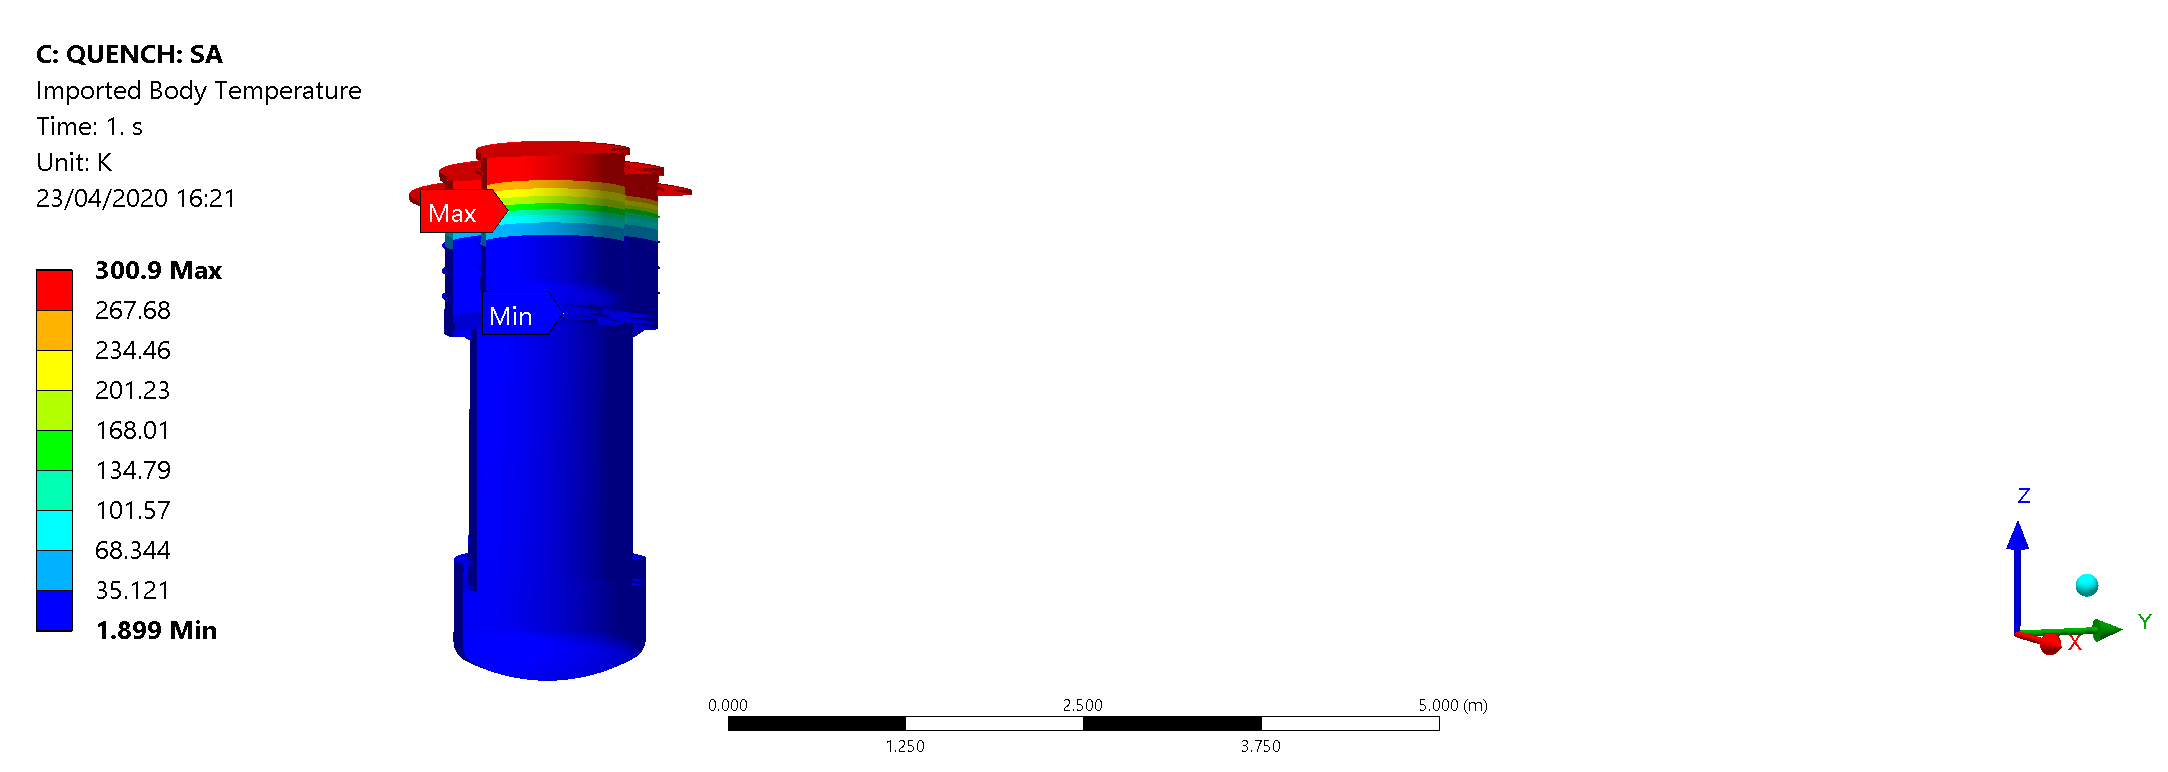 C: QUENCH: SA
Imported Body Temperature
Time: 1. s
Unit: K
23/04/2020 16:21
300.9 Max
267.68
234.46
201.23
168.01
134.79
101.57
68.344
35.121
1.899 Min
Max
Min
Z
Y
X
0.000 2.500 5.000 (m)
1.250 3.750